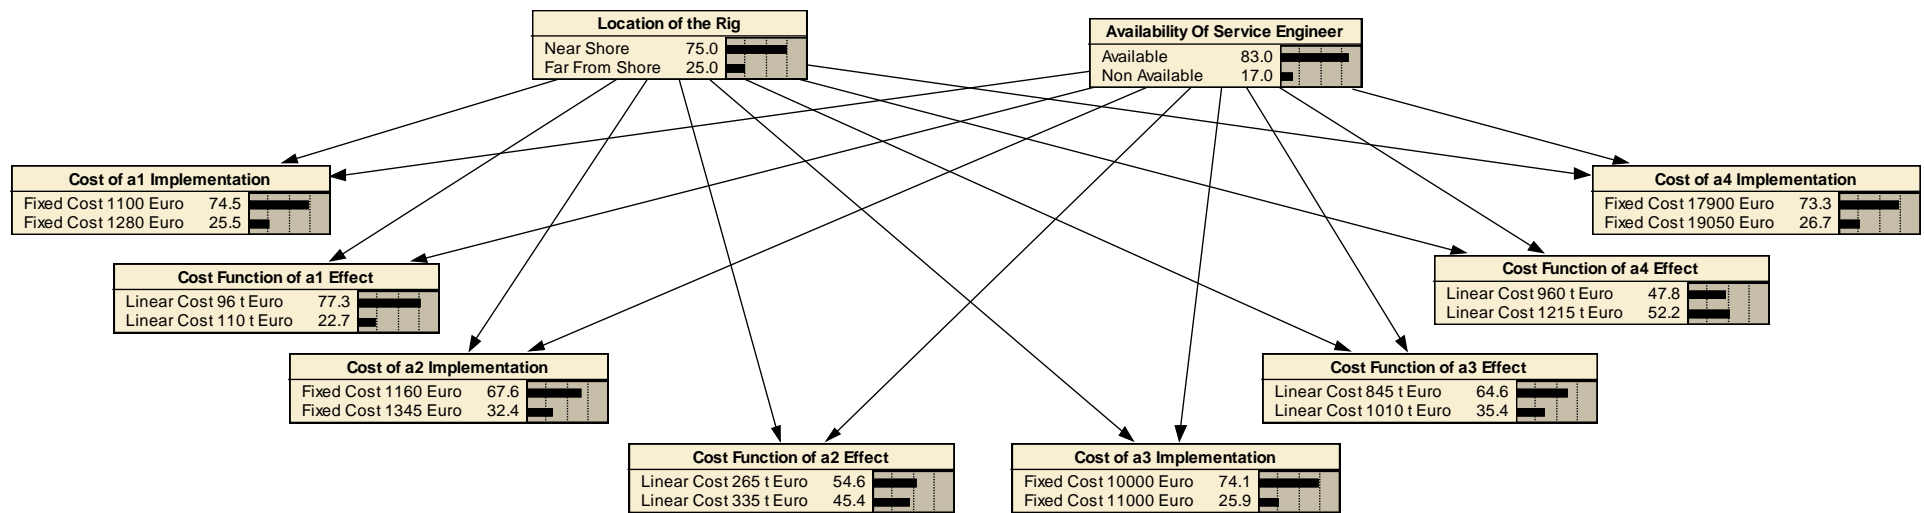 Location of the Rig
Near Shore 75.0
Far From Shore 25.0
Availability Of Service Engineer
Available 83.0
Non Available 17.0
Cost of a1 Implementation
Fixed Cost 1100 Euro 74.5
Fixed Cost 1280 Euro 25.5
Cost of a4 Implementation
Fixed Cost 17900 Euro 73.3
Fixed Cost 19050 Euro 26.7
Cost Function of a1 Effect
Linear Cost 96 t Euro 77.3
Linear Cost 110 t Euro 22.7
Cost Function of a4 Effect
Linear Cost 960 t Euro 47.8
Linear Cost 1215 t Euro 52.2
Cost of a2 Implementation
Fixed Cost 1160 Euro 67.6
Fixed Cost 1345 Euro 32.4
Cost Function of a3 Effect
Linear Cost 845 t Euro 64.6
Linear Cost 1010 t Euro 35.4
Cost Function of a2 Effect
Linear Cost 265 t Euro 54.6
Linear Cost 335 t Euro 45.4
Cost of a3 Implementation
Fixed Cost 10000 Euro 74.1
Fixed Cost 11000 Euro 25.9